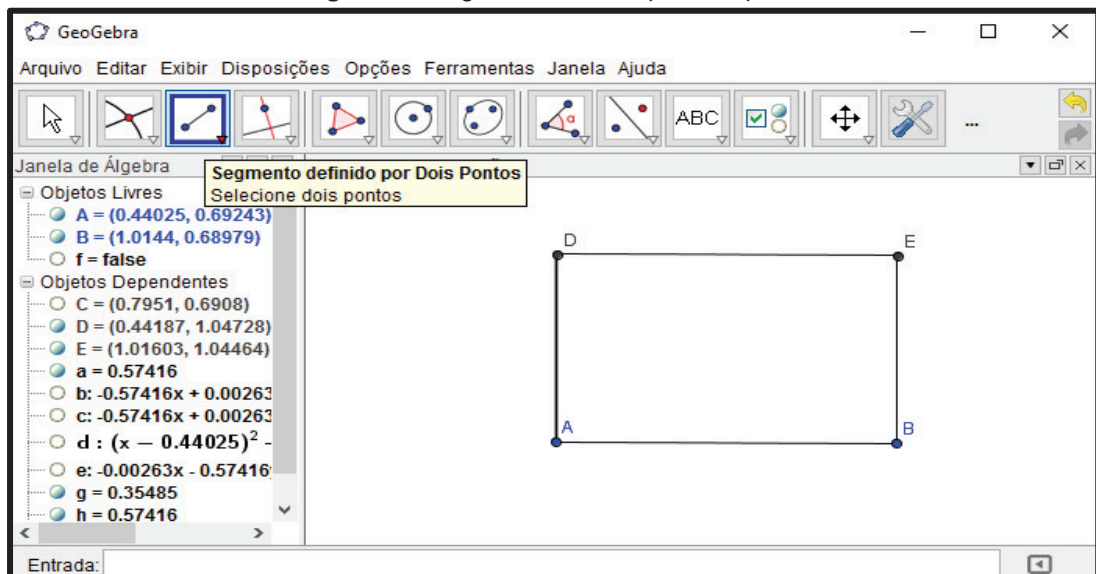 GeoGebra
Arquivo Editar Exibir Disposições Opções Ferramentas Janela Ajuda
ABC
...
Janela de Álgebra
Segmento definido por Dois Pontos
Selecione dois pontos
Objetos Livres
A = (0.44025, 0.69243)
B = (1.0144, 0.68979)
f = false
Objetos Dependentes
C = (0.7951, 0.6908)
D = (0.44187, 1.04728)
E = (1.01603, 1.04464)
a = 0.57416
b: -0.57416x + 0.00263
c: -0.57416x + 0.00263
d : (x − 0.44025)² -
e: -0.00263x - 0.57416
g = 0.35485
h = 0.57416
D
E
A
B
Entrada: